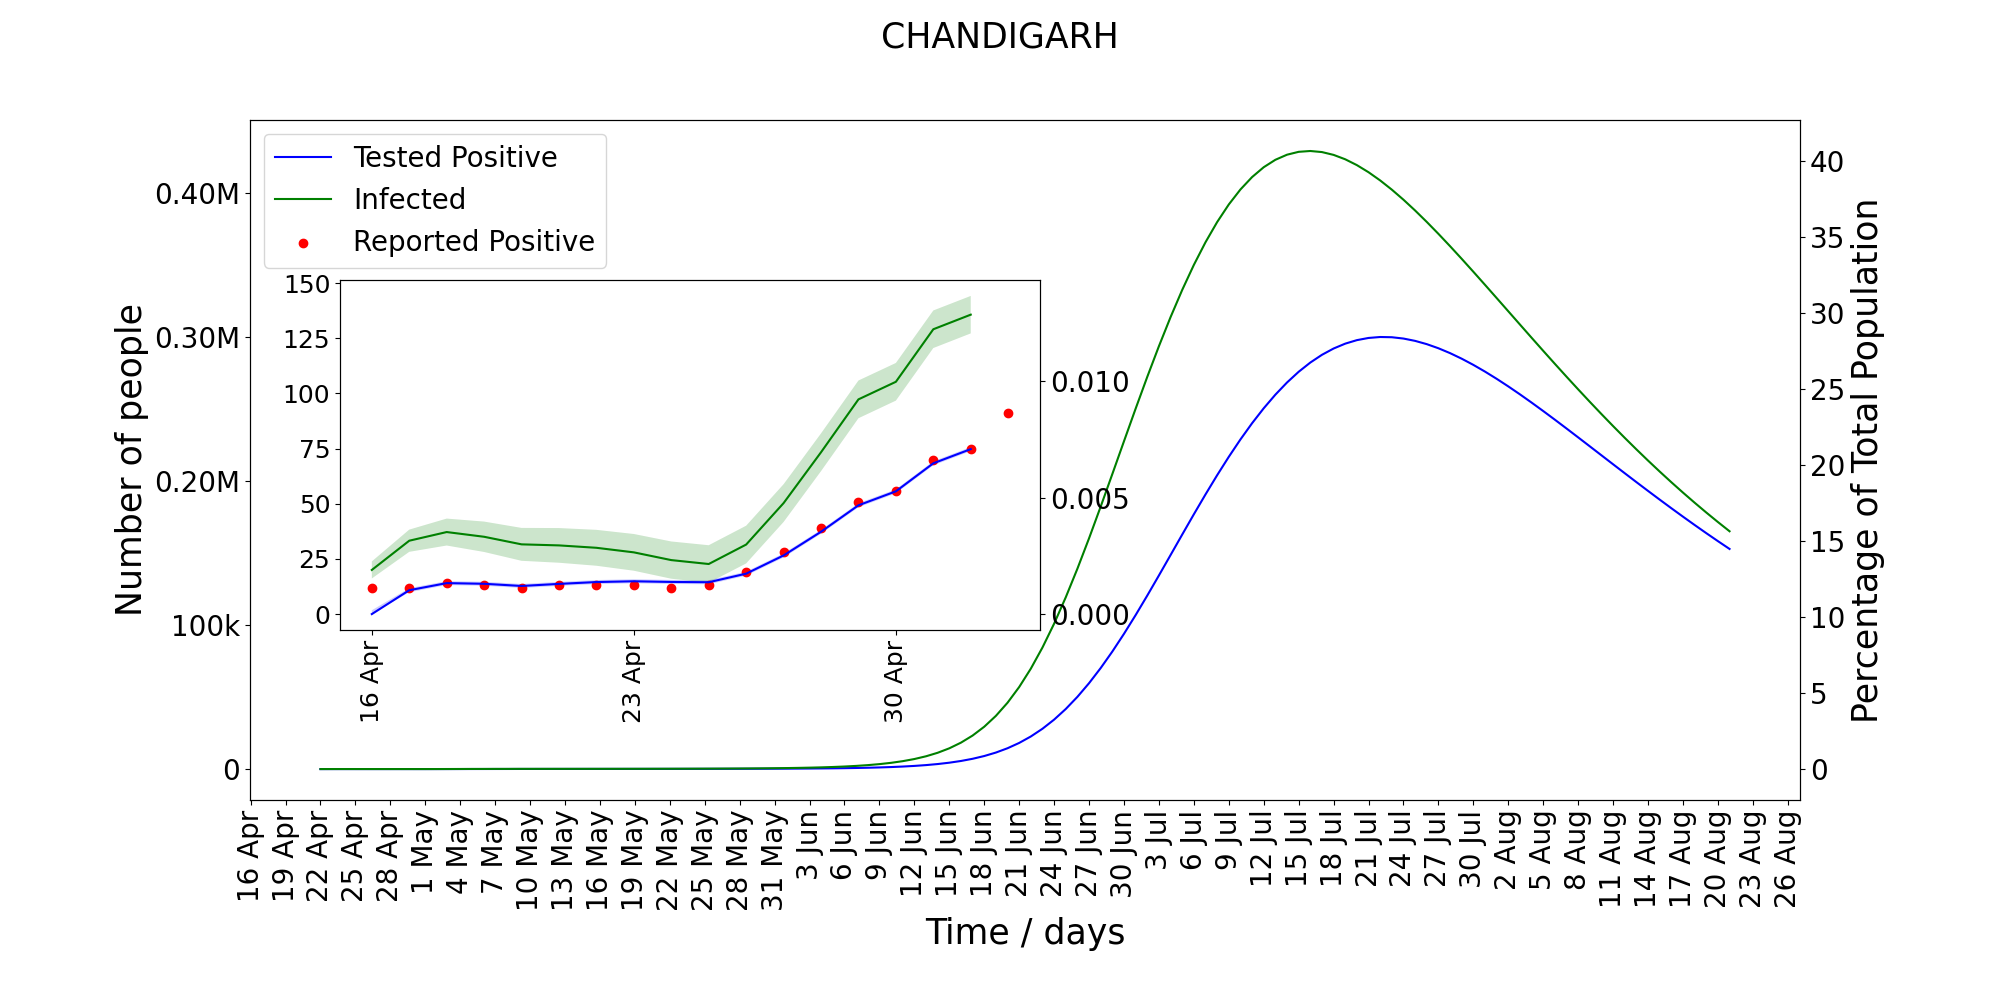 CHANDIGARH
Tested Positive
Infected
Reported Positive
Number of people
0.40M
0.30M
0.20M
100k
0
150
125
100
75
50
25
0
0.010
0.005
0.000
16 Apr
23 Apr
30 Apr
40
35
30
25
20
15
10
5
0
Percentage of Total Population
16 Apr
19 Apr
22 Apr
25 Apr
28 Apr
1 May
4 May
7 May
10 May
13 May
16 May
19 May
22 May
25 May
28 May
31 May
3 Jun
6 Jun
9 Jun
12 Jun
15 Jun
18 Jun
21 Jun
24 Jun
27 Jun
30 Jun
3 Jul
6 Jul
9 Jul
12 Jul
15 Jul
18 Jul
21 Jul
24 Jul
27 Jul
30 Jul
2 Aug
5 Aug
8 Aug
11 Aug
14 Aug
17 Aug
20 Aug
23 Aug
26 Aug
Time / days